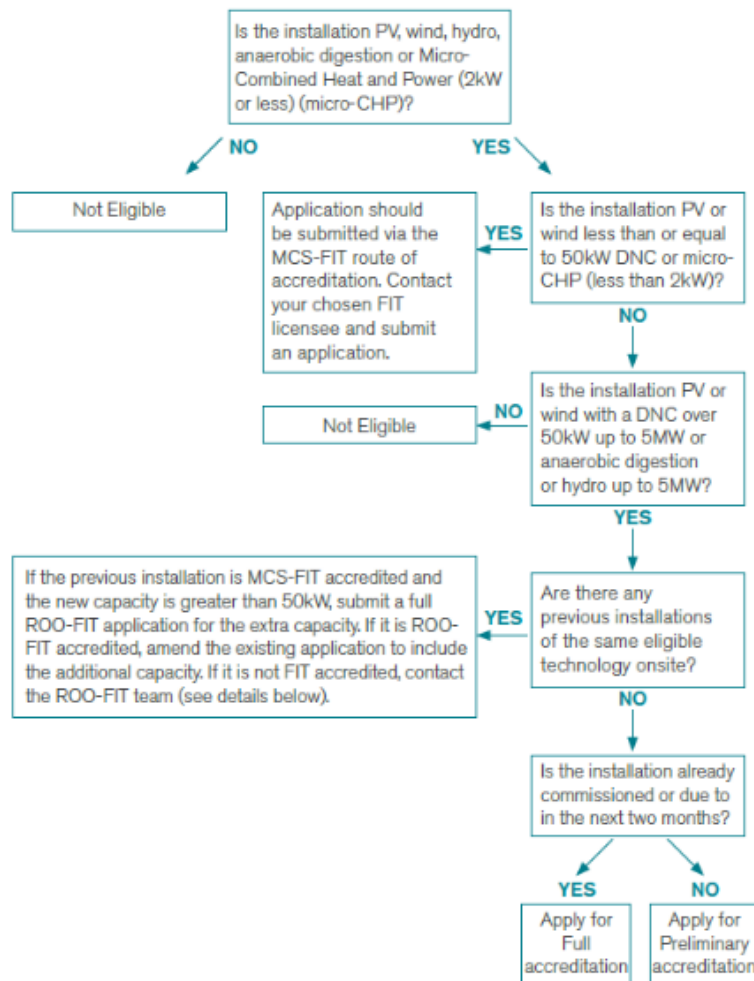 Is the installation PV, wind, hydro,
anaerobic digestion or Micro-
Combined Heat and Power (2kW
or less) (micro-CHP)?
NO
YES
Not Eligible
Application should
be submitted via the
MCS-FIT route of
accreditation. Contact
your chosen FIT
licensee and submit
an application.
YES
Is the installation PV or
wind less than or equal
to 50kW DNC or micro-
CHP (less than 2kW)?
NO
Not Eligible
NO
Is the installation PV or
wind with a DNC over
50kW up to 5MW or
anaerobic digestion
or hydro up to 5MW?
YES
If the previous installation is MCS-FIT accredited and
the new capacity is greater than 50kW, submit a full
ROO-FIT application for the extra capacity. If it is ROO-
FIT accredited, amend the existing application to include
the additional capacity. If it is not FIT accredited, contact
the ROO-FIT team (see details below).
YES
Are there any
previous installations
of the same eligible
technology onsite?
NO
Is the installation already
commissioned or due to
in the next two months?
YES
NO
Apply for
Full
accreditation
Apply for
Preliminary
accreditation